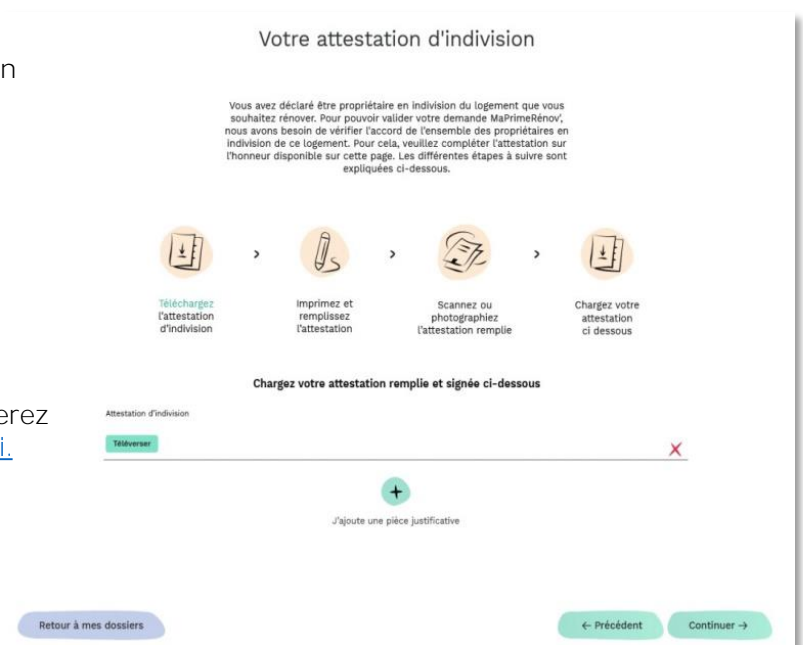 Votre attestation d'indivision
n
Vous avez déclaré être propriétaire en indivision du logement que vous
souhaitez rénover. Pour pouvoir valider votre demande MaPrimeRénov',
nous avons besoin de vérifier l'accord de l'ensemble des propriétaires en
indivision de ce logement. Pour cela, veuillez compléter l'attestation sur
l'honneur disponible sur cette page. Les différentes étapes à suivre sont
expliquées ci-dessous.
Téléchargez
l'attestation
d'indivision
Imprimez et
remplissez
l'attestation
Scannez ou
photographiez
l'attestation remplie
Chargez votre
attestation
ci dessous
Chargez votre attestation remplie et signée ci-dessous
erez
i.
Attestation d'indivision
Téléverser
J'ajoute une pièce justificative
Retour à mes dossiers
← Précédent
Continuer →